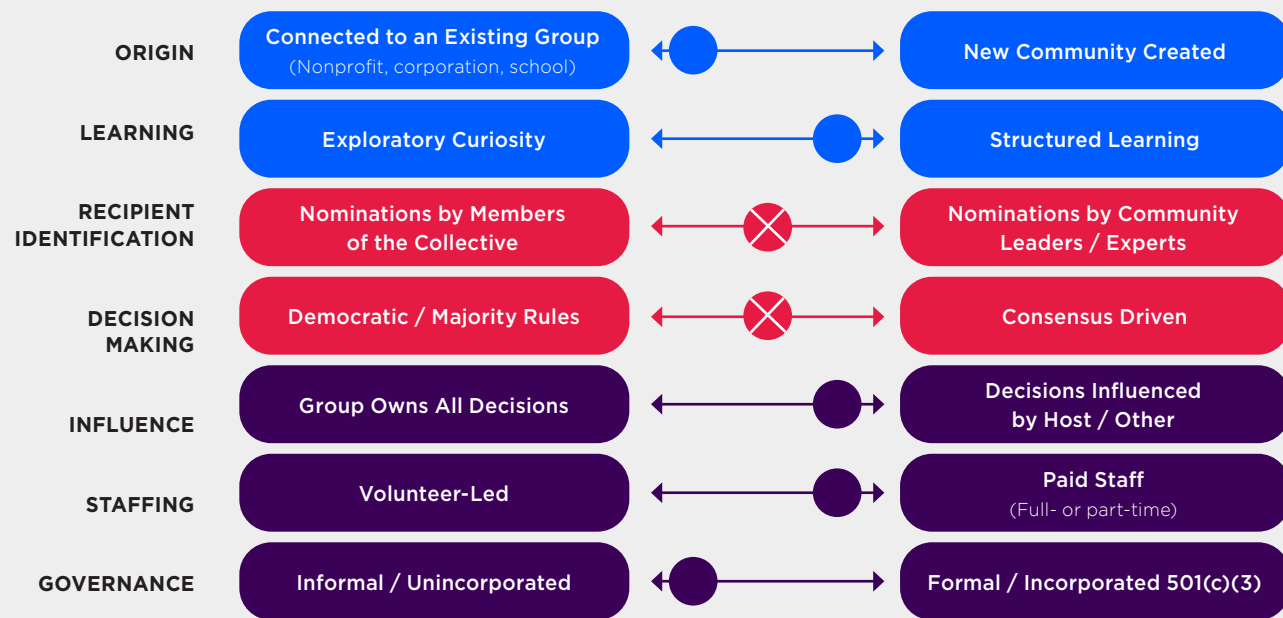 ORIGIN
Connected to an Existing Group
(Nonprofit, corporation, school)
New Community Created
LEARNING
Exploratory Curiosity
Structured Learning
RECIPIENT
IDENTIFICATION
Nominations by Members
of the Collective
Nominations by Community
Leaders / Experts
DECISION
MAKING
Democratic / Majority Rules
Consensus Driven
INFLUENCE
Group Owns All Decisions
Decisions Influenced
by Host / Other
STAFFING
Volunteer-Led
Paid Staff
(Full- or part-time)
GOVERNANCE
Informal / Unincorporated
Formal / Incorporated 501(c)(3)